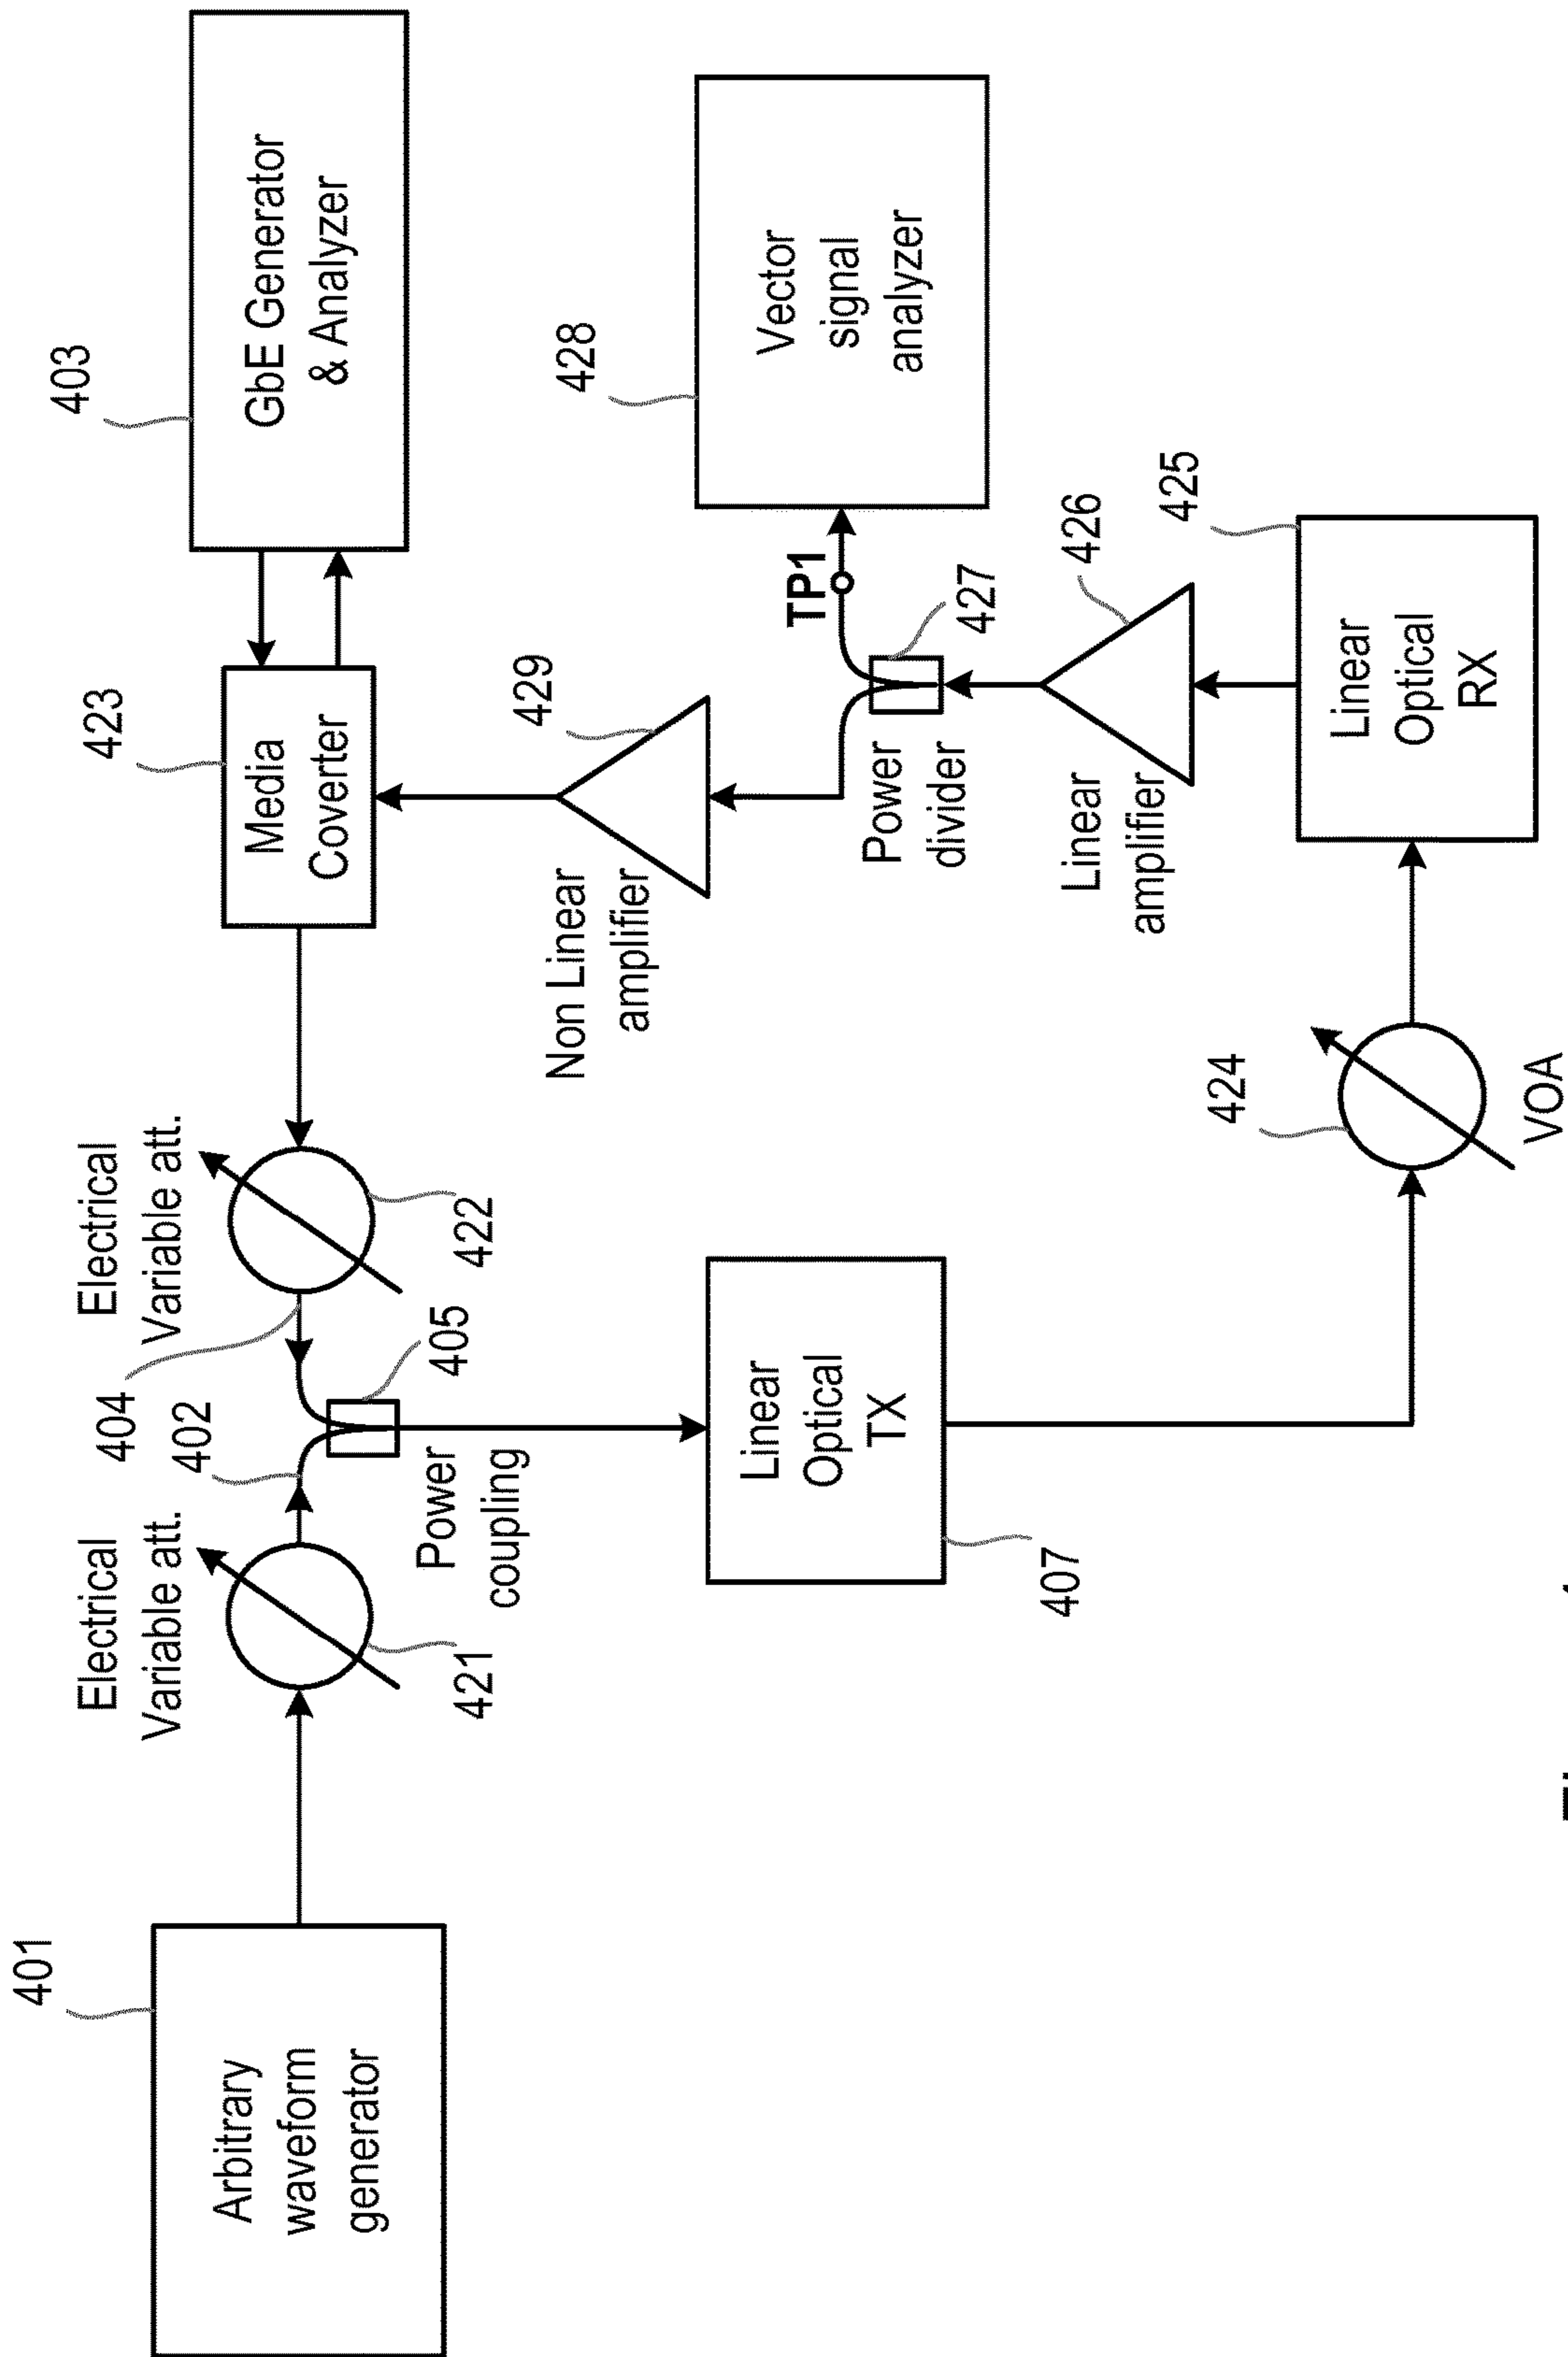 401
Arbitrary
waveform
generator
Electrical
Variable att.
421
402
404
Power
coupling
405
Electrical
Variable att.
422
423
Media
Coverter
403
GbE Generator
& Analyzer
Linear
Optical
TX
407
Non Linear
amplifier
429
428
Vector
signal
analyzer
TP1
Power
divider
427
Linear
amplifier
426
424
VOA
425
Linear
Optical
RX